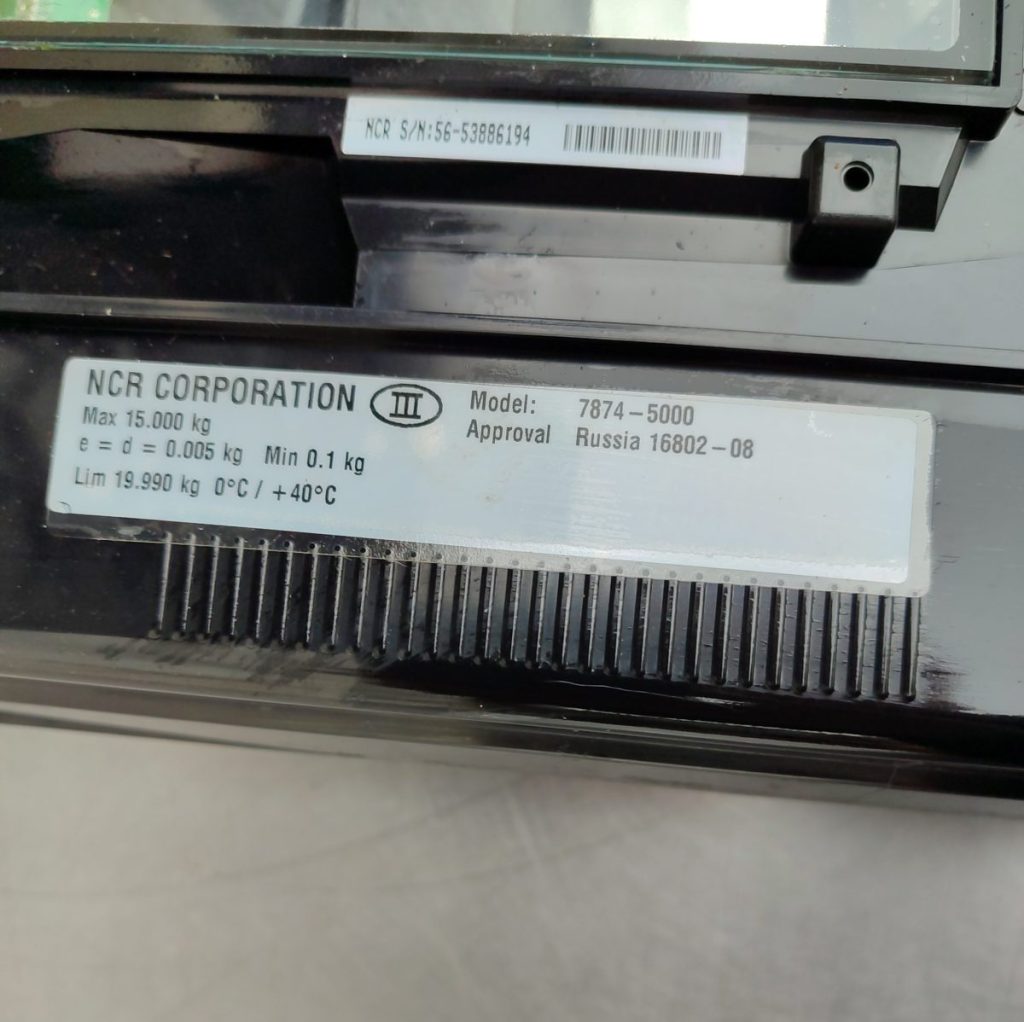 NCR S/N:56-53886194
NCR CORPORATION III
Max 15.000 kg
e = d = 0.005 kg Min 0.1 kg
Lim 19.990 kg 0°C / +40°C
Model: 7874-5000
Approval Russia 16802-08